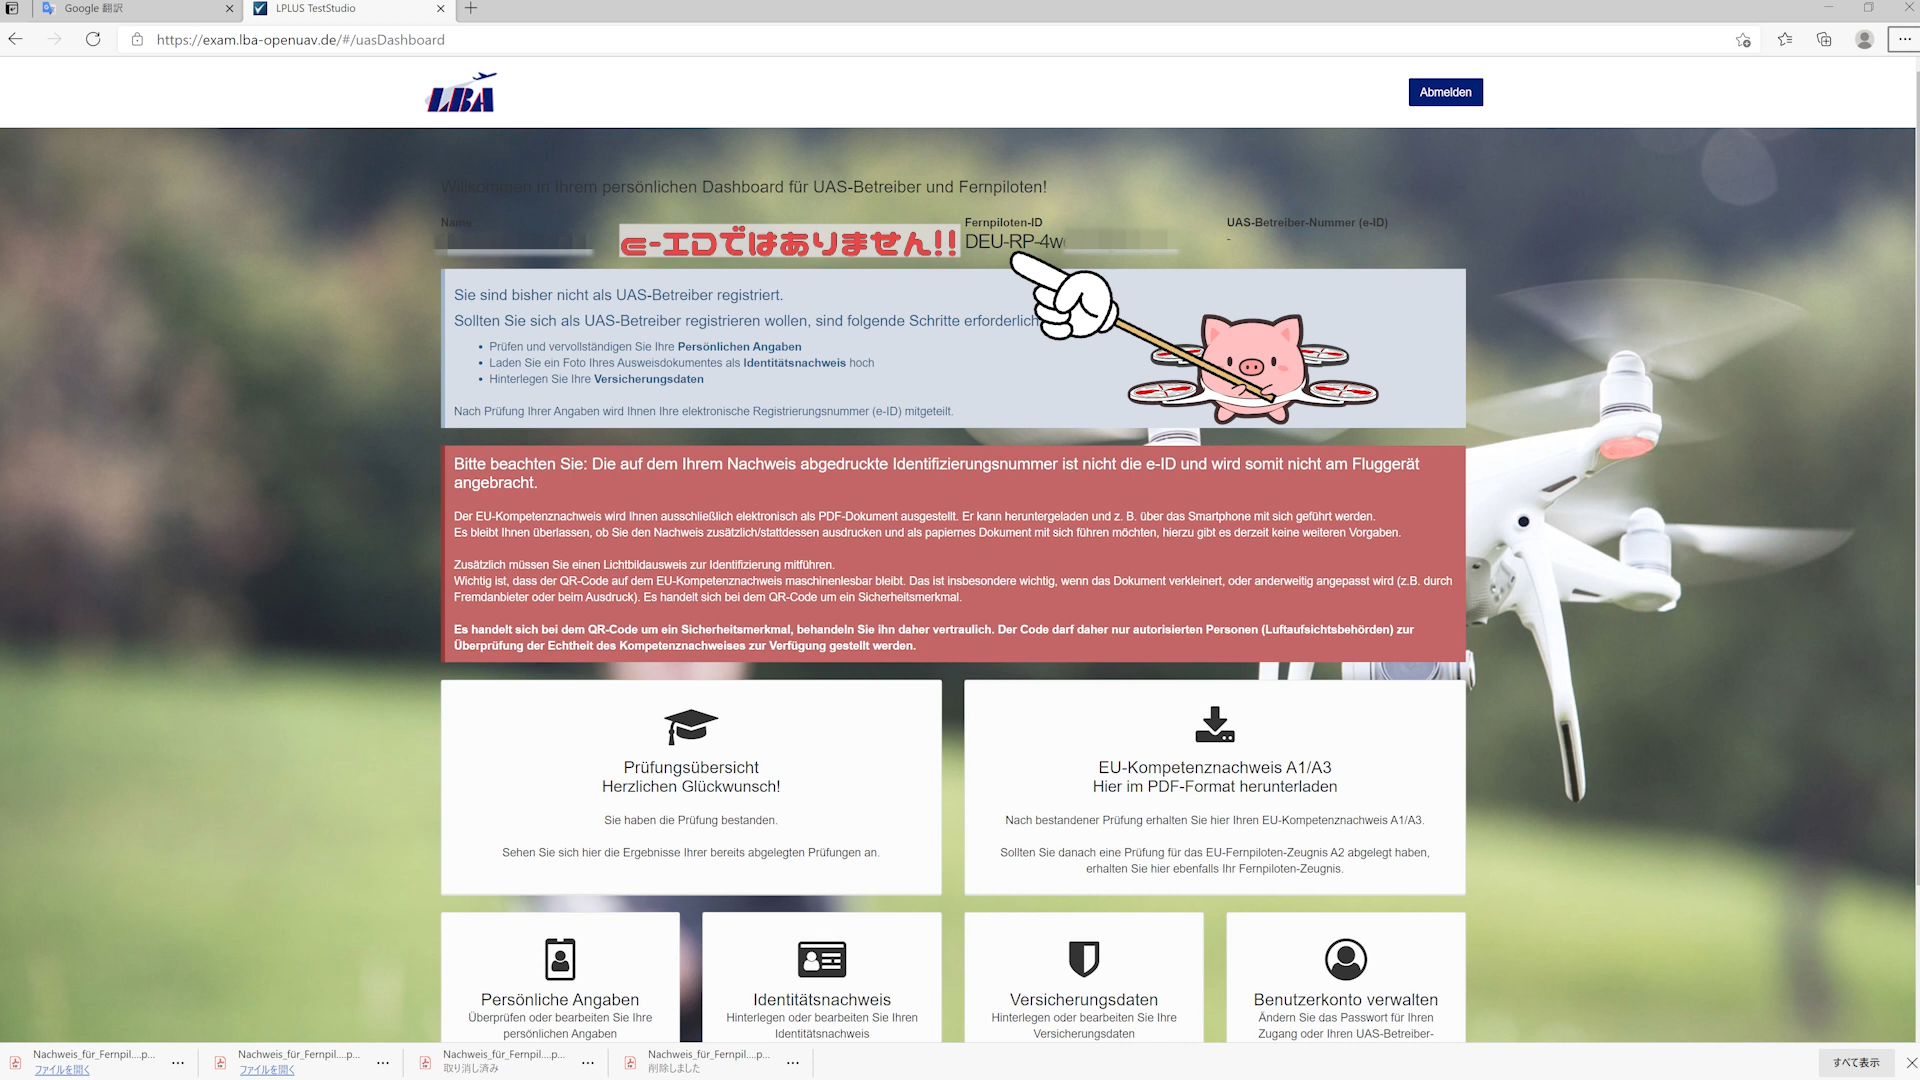 Google 翻訳
LPLUS TestStudio
https://exam.lba-openuav.de/#/uasDashboard
LBA
Abmelden
Willkommen in Ihrem persönlichen Dashboard für UAS-Betreiber und Fernpiloten!
Name
Fernpiloten-ID
UAS-Betreiber-Nummer (e-ID)
e-IDではありません!!
DEU-RP-4w
-
Sie sind bisher nicht als UAS-Betreiber registriert.
Sollten Sie sich als UAS-Betreiber registrieren wollen, sind folgende Schritte erforderlich
• Prüfen und vervollständigen Sie Ihre Persönlichen Angaben
• Laden Sie ein Foto Ihres Ausweisdokumentes als Identitätsnachweis hoch
• Hinterlegen Sie Ihre Versicherungsdaten
Nach Prüfung Ihrer Angaben wird Ihnen Ihre elektronische Registrierungsnummer (e-ID) mitgeteilt.
Bitte beachten Sie: Die auf dem Ihrem Nachweis abgedruckte Identifizierungsnummer ist nicht die e-ID und wird somit nicht am Fluggerät
angebracht.
Der EU-Kompetenznachweis wird Ihnen ausschließlich elektronisch als PDF-Dokument ausgestellt. Er kann heruntergeladen und z. B. über das Smartphone mit sich geführt werden.
Es bleibt Ihnen überlassen, ob Sie den Nachweis zusätzlich/stattdessen ausdrucken und als papiernes Dokument mit sich führen möchten, hierzu gibt es derzeit keine weiteren Vorgaben.
Zusätzlich müssen Sie einen Lichtbildausweis zur Identifizierung mitführen.
Wichtig ist, dass der QR-Code auf dem EU-Kompetenznachweis maschinenlesbar bleibt. Das ist insbesondere wichtig, wenn das Dokument verkleinert, oder anderweitig angepasst wird (z.B. durch
Fremdanbieter oder beim Ausdruck). Es handelt sich bei dem QR-Code um ein Sicherheitsmerkmal.
Es handelt sich bei dem QR-Code um ein Sicherheitsmerkmal, behandeln Sie ihn daher vertraulich. Der Code darf daher nur autorisierten Personen (Luftaufsichtsbehörden) zur
Überprüfung der Echtheit des Kompetenznachweises zur Verfügung gestellt werden.
Prüfungsübersicht
Herzlichen Glückwunsch!
Sie haben die Prüfung bestanden.
Sehen Sie sich hier die Ergebnisse Ihrer bereits abgelegten Prüfungen an.
EU-Kompetenznachweis A1/A3
Hier im PDF-Format herunterladen
Nach bestandener Prüfung erhalten Sie hier Ihren EU-Kompetenznachweis A1/A3.
Sollten Sie danach eine Prüfung für das EU-Fernpiloten-Zeugnis A2 abgelegt haben,
erhalten Sie hier ebenfalls Ihr Fernpiloten-Zeugnis.
Persönliche Angaben
Überprüfen oder bearbeiten Sie Ihre
persönlichen Angaben
Identitätsnachweis
Hinterlegen oder bearbeiten Sie Ihren
Identitätsnachweis
Versicherungsdaten
Hinterlegen oder bearbeiten Sie Ihre
Versicherungsdaten
Benutzerkonto verwalten
Ändern Sie das Passwort für Ihren
Zugang oder Ihren UAS-Betreiber-
Nachweis_für_Fernpil....p...
ファイルを開く
Nachweis_für_Fernpil....p...
ファイルを開く
Nachweis_für_Fernpil....p...
取り消し済み
Nachweis_für_Fernpil....p...
削除しました
すべて表示